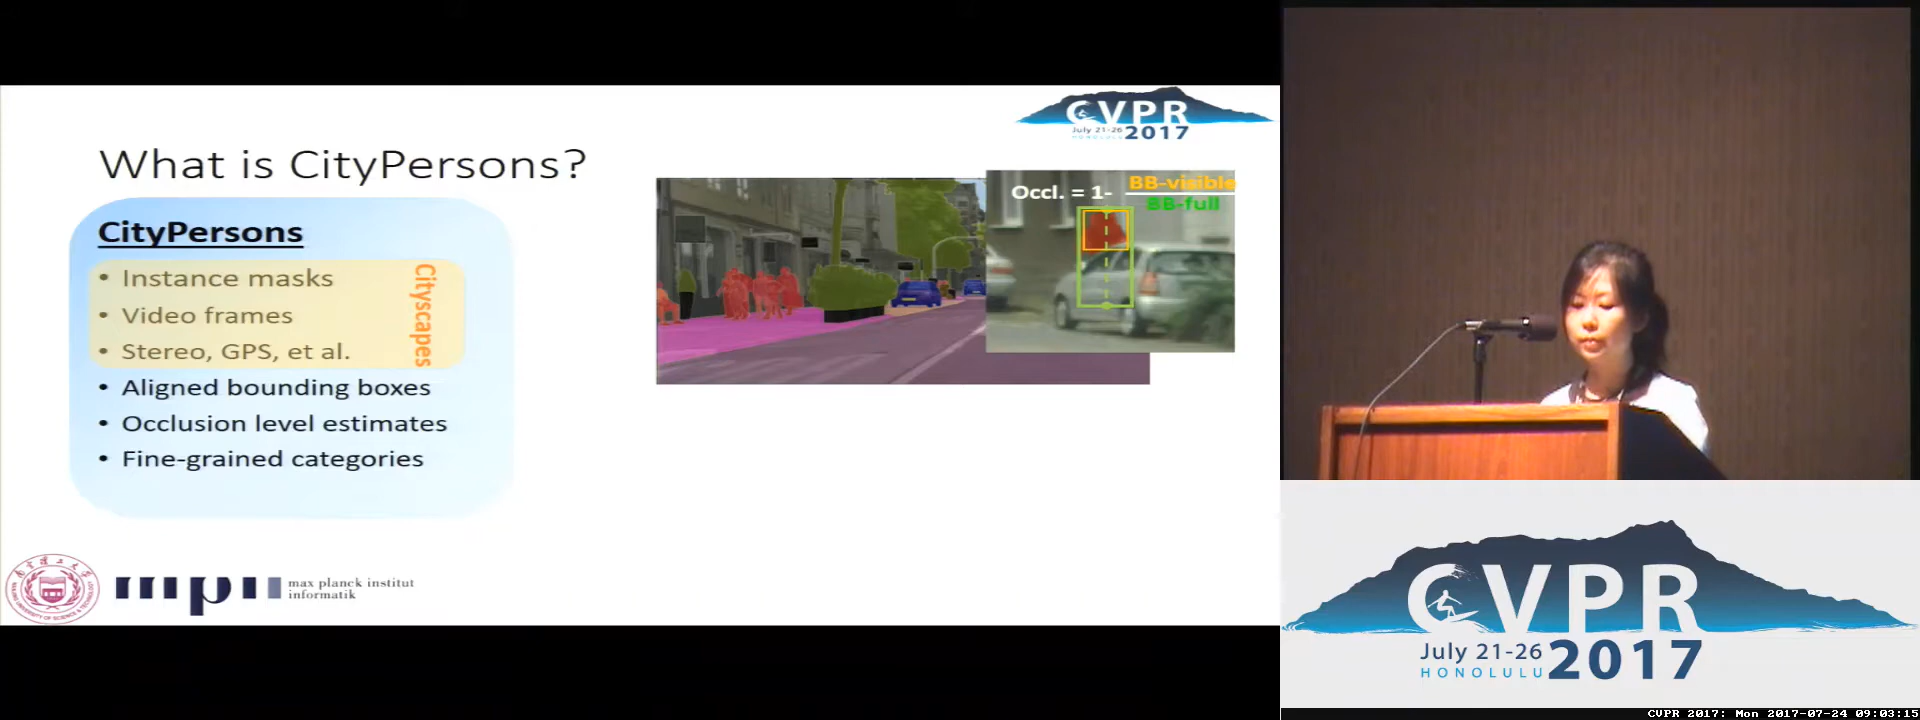 CVPR
July 21-26 2017
HONOLULU
What is CityPersons?
CityPersons
• Instance masks
• Video frames
• Stereo, GPS, et al.
Cityscapes
• Aligned bounding boxes
• Occlusion level estimates
• Fine-grained categories
Occl. = 1- BB-visible
BB-full
mpii max planck institut
informatik
CVPR
July 21-26 2017
HONOLULU
CVPR 2017: Mon 2017-07-24 09:03:15